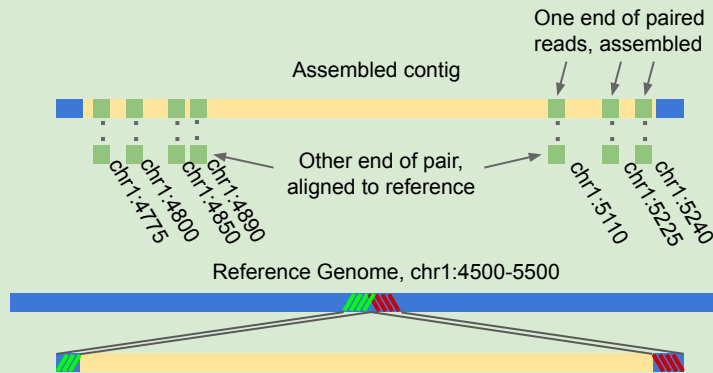 One end of paired
reads, assembled
Assembled contig
Other end of pair,
aligned to reference
chr1:4775
chr1:4800
chr1:4850
chr1:4890
chr1:5110
chr1:5225
chr1:5240
Reference Genome, chr1:4500-5500